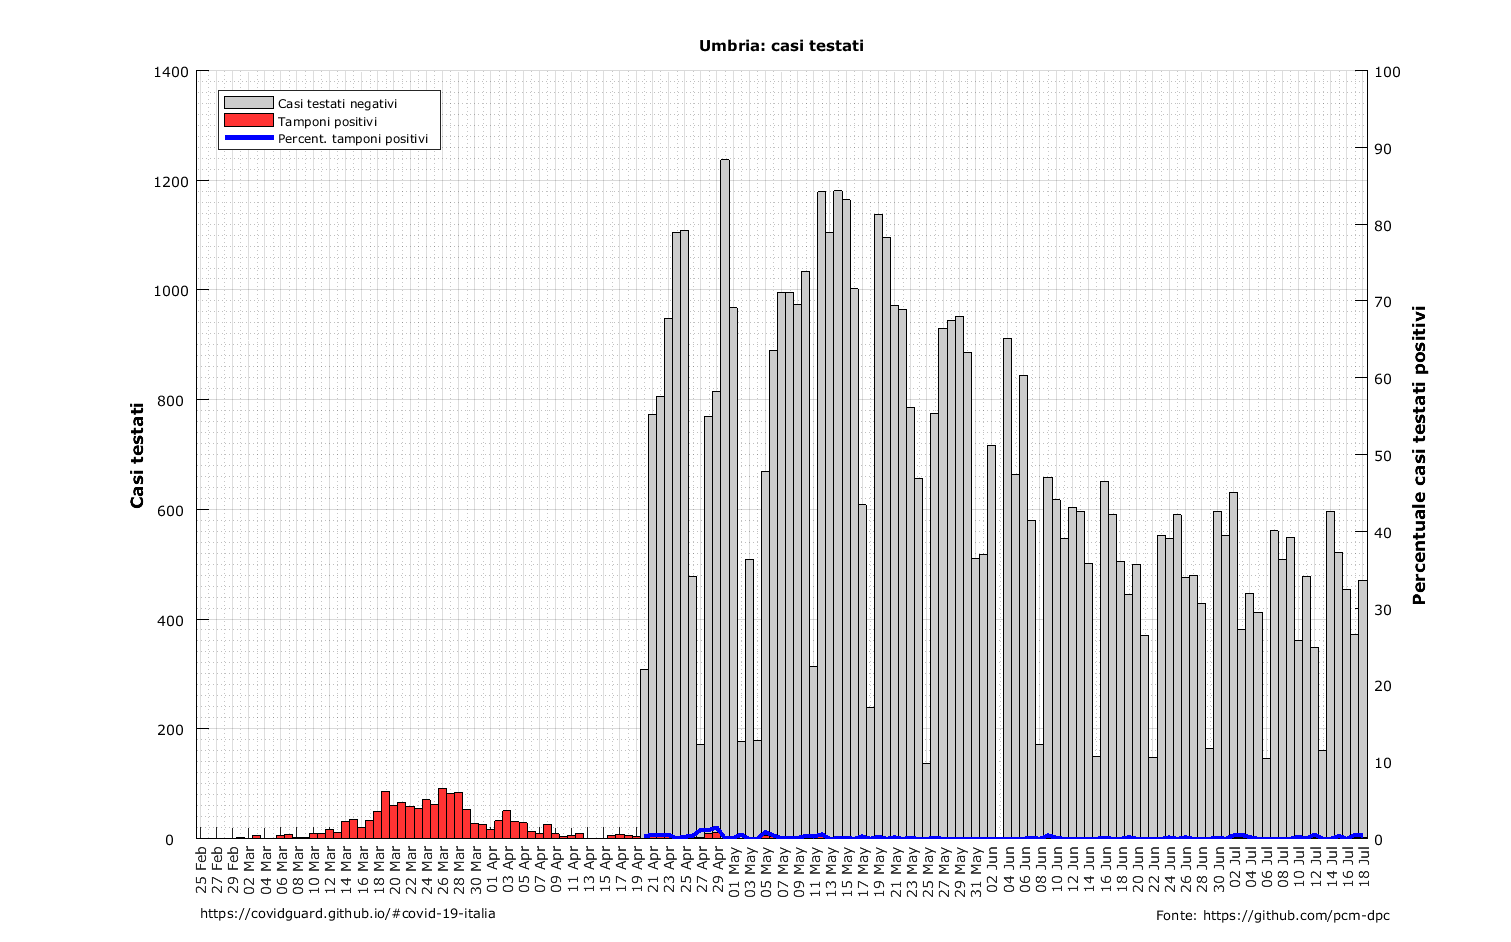 Umbria: casi testati
Casi testati negativi
Tamponi positivi
Percent. tamponi positivi
1400
1200
1000
800
600
400
200
0
Casi testati
100
90
80
70
60
50
40
30
20
10
0
Percentuale casi testati positivi
25 Feb
27 Feb
29 Feb
02 Mar
04 Mar
06 Mar
08 Mar
10 Mar
12 Mar
14 Mar
16 Mar
18 Mar
20 Mar
22 Mar
24 Mar
26 Mar
28 Mar
30 Mar
01 Apr
03 Apr
05 Apr
07 Apr
09 Apr
11 Apr
13 Apr
15 Apr
17 Apr
19 Apr
21 Apr
23 Apr
25 Apr
27 Apr
29 Apr
01 May
03 May
05 May
07 May
09 May
11 May
13 May
15 May
17 May
19 May
21 May
23 May
25 May
27 May
29 May
31 May
02 Jun
04 Jun
06 Jun
08 Jun
10 Jun
12 Jun
14 Jun
16 Jun
18 Jun
20 Jun
22 Jun
24 Jun
26 Jun
28 Jun
30 Jun
02 Jul
04 Jul
06 Jul
08 Jul
10 Jul
12 Jul
14 Jul
16 Jul
18 Jul
https://covidguard.github.io/#covid-19-italia
Fonte: https://github.com/pcm-dpc